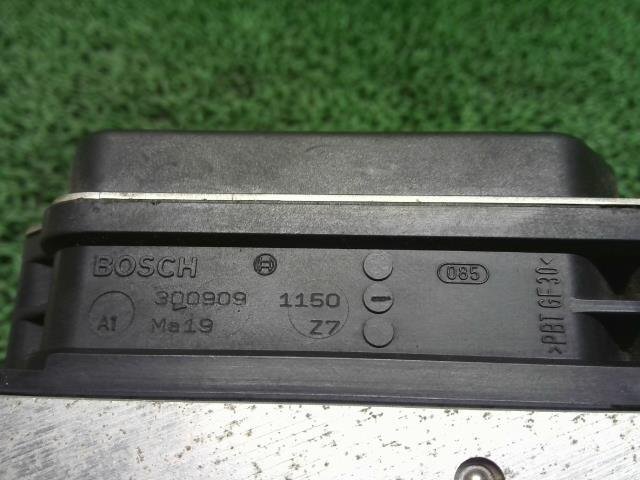 BOSCH
085
300909 1150
A1 Ma19 Z7
>PBT GF30<